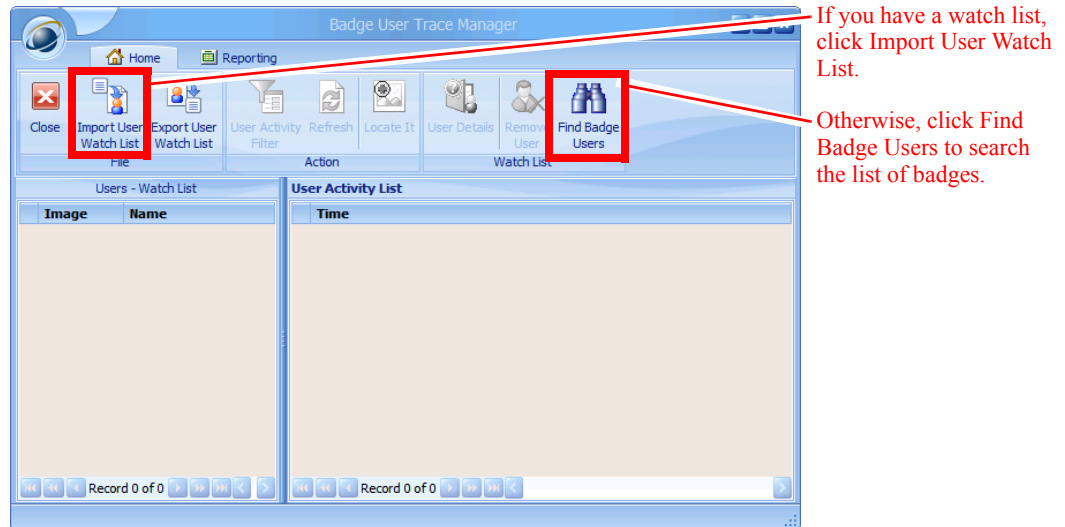 Badge User Trace Manager
Home
Reporting
Close
Import User
Watch List
Export User
Watch List
File
User Activity
Filter
Refresh
Locate It
Action
User Details
Remove
User
Find Badge
Users
Watch List
If you have a watch list,
click Import User Watch
List.
Otherwise, click Find
Badge Users to search
the list of badges.
Users - Watch List
Image Name
Record 0 of 0
User Activity List
Time
Record 0 of 0